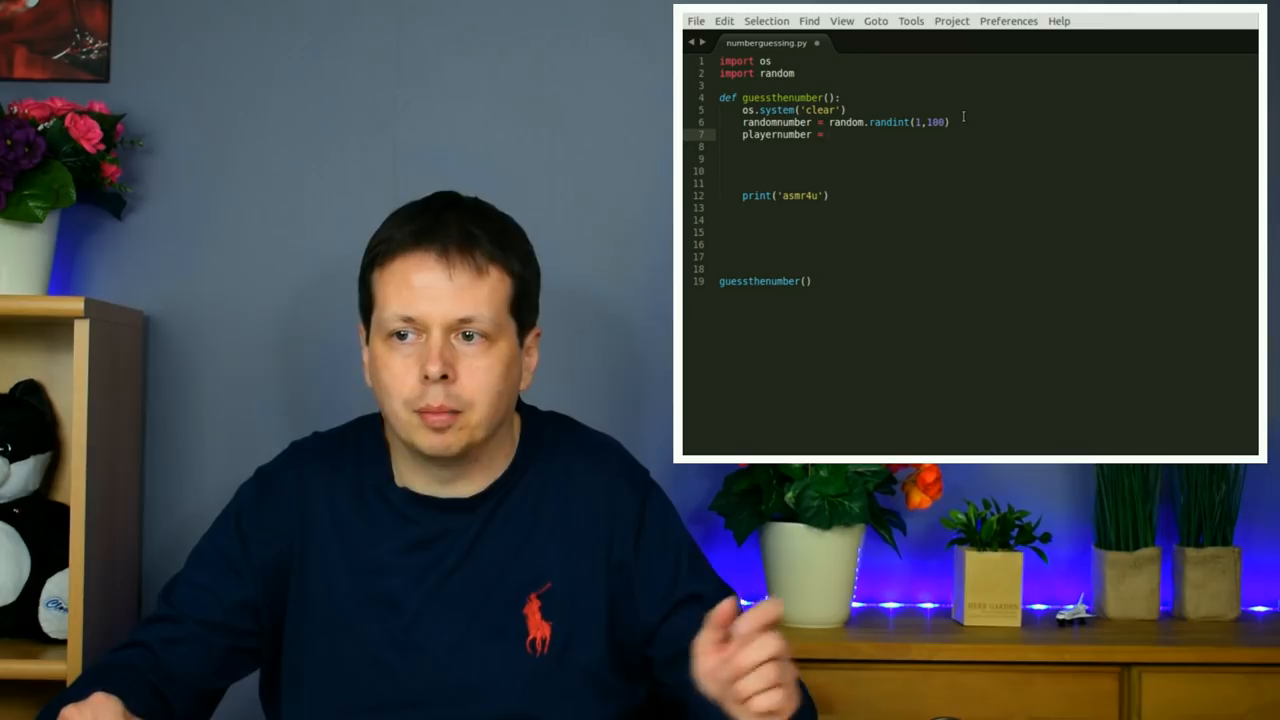 File Edit Selection Find View Goto Tools Project Preferences Help
numberguessing.py
1 import os
2 import random
3
4 def guessthenumber():
5 os.system('clear')
6 randomnumber = random.randint(1,100)
7 playernumber =
8
9
10
11
12 print('asmr4u')
13
14
15
16
17
18
19 guessthenumber()
HERB GARDEN